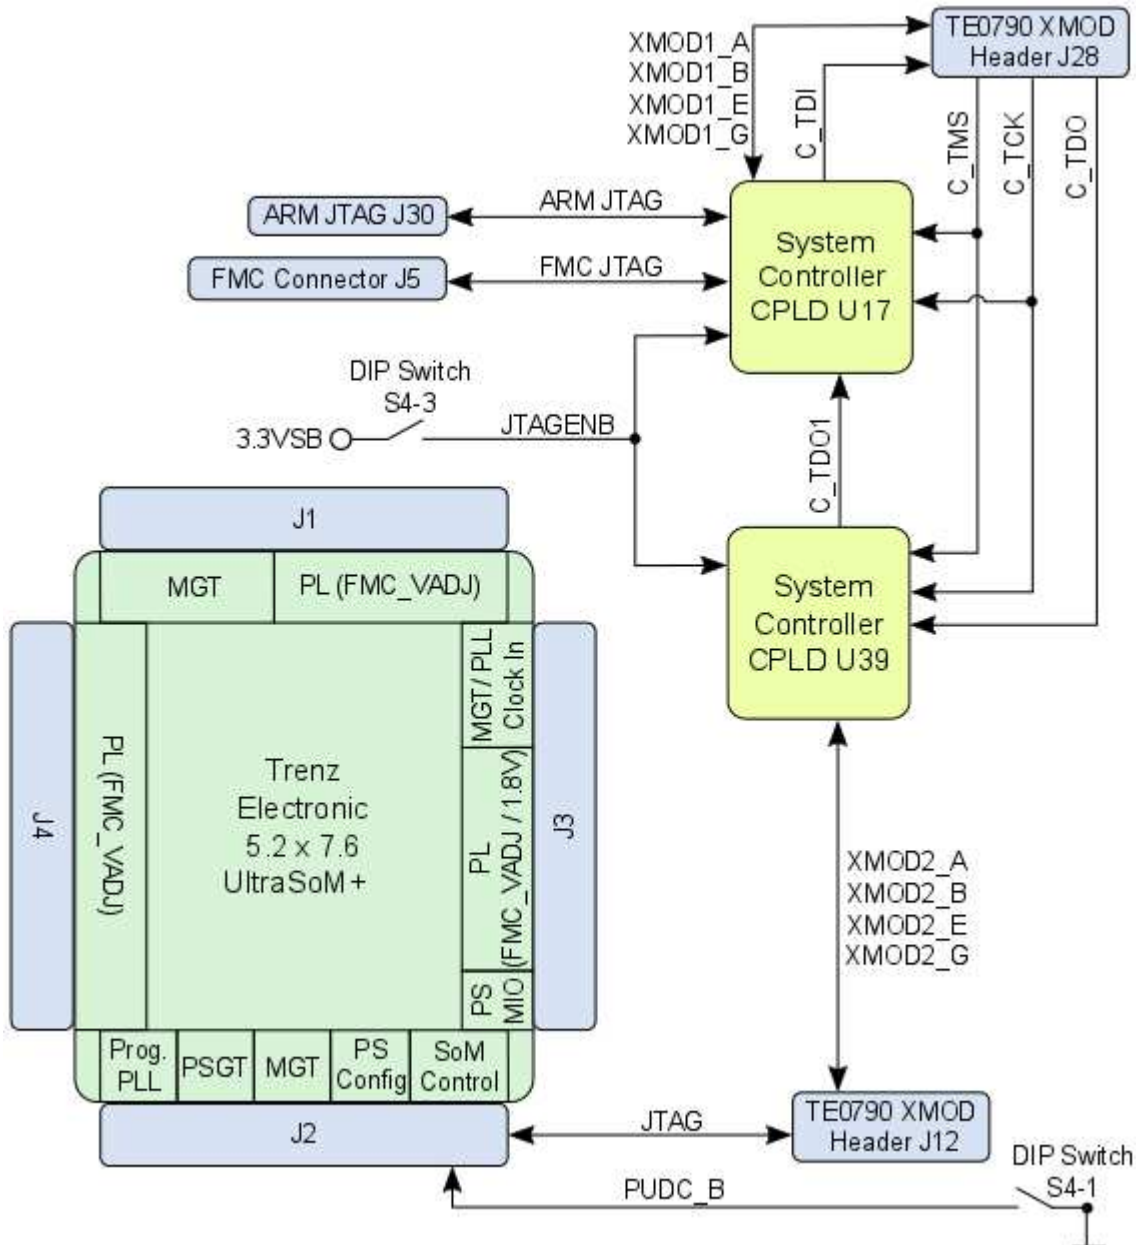 TE0790 XMOD
Header J28
XMOD1_A
XMOD1_B
XMOD1_E
XMOD1_G
C_TDI
C_TMS
C_TCK
C_TDO
ARM JTAG J30
ARM JTAG
FMC Connector J5
FMC JTAG
System
Controller
CPLD U17
DIP Switch
S4-3
3.3VSB
JTAGENB
C_TDO1
J1
MGT
PL (FMC_VADJ)
System
Controller
CPLD U39
MGT/PLL
Clock In
J4
PL (FMC_VADJ)
Trenz
Electronic
5.2 x 7.6
UltraSoM+
PL
(FMC_VADJ / 1.8V)
J3
PS
MIO
XMOD2_A
XMOD2_B
XMOD2_E
XMOD2_G
Prog.
PLL
PSGT
MGT
PS
Config
SoM
Control
J2
JTAG
TE0790 XMOD
Header J12
PUDC_B
DIP Switch
S4-1